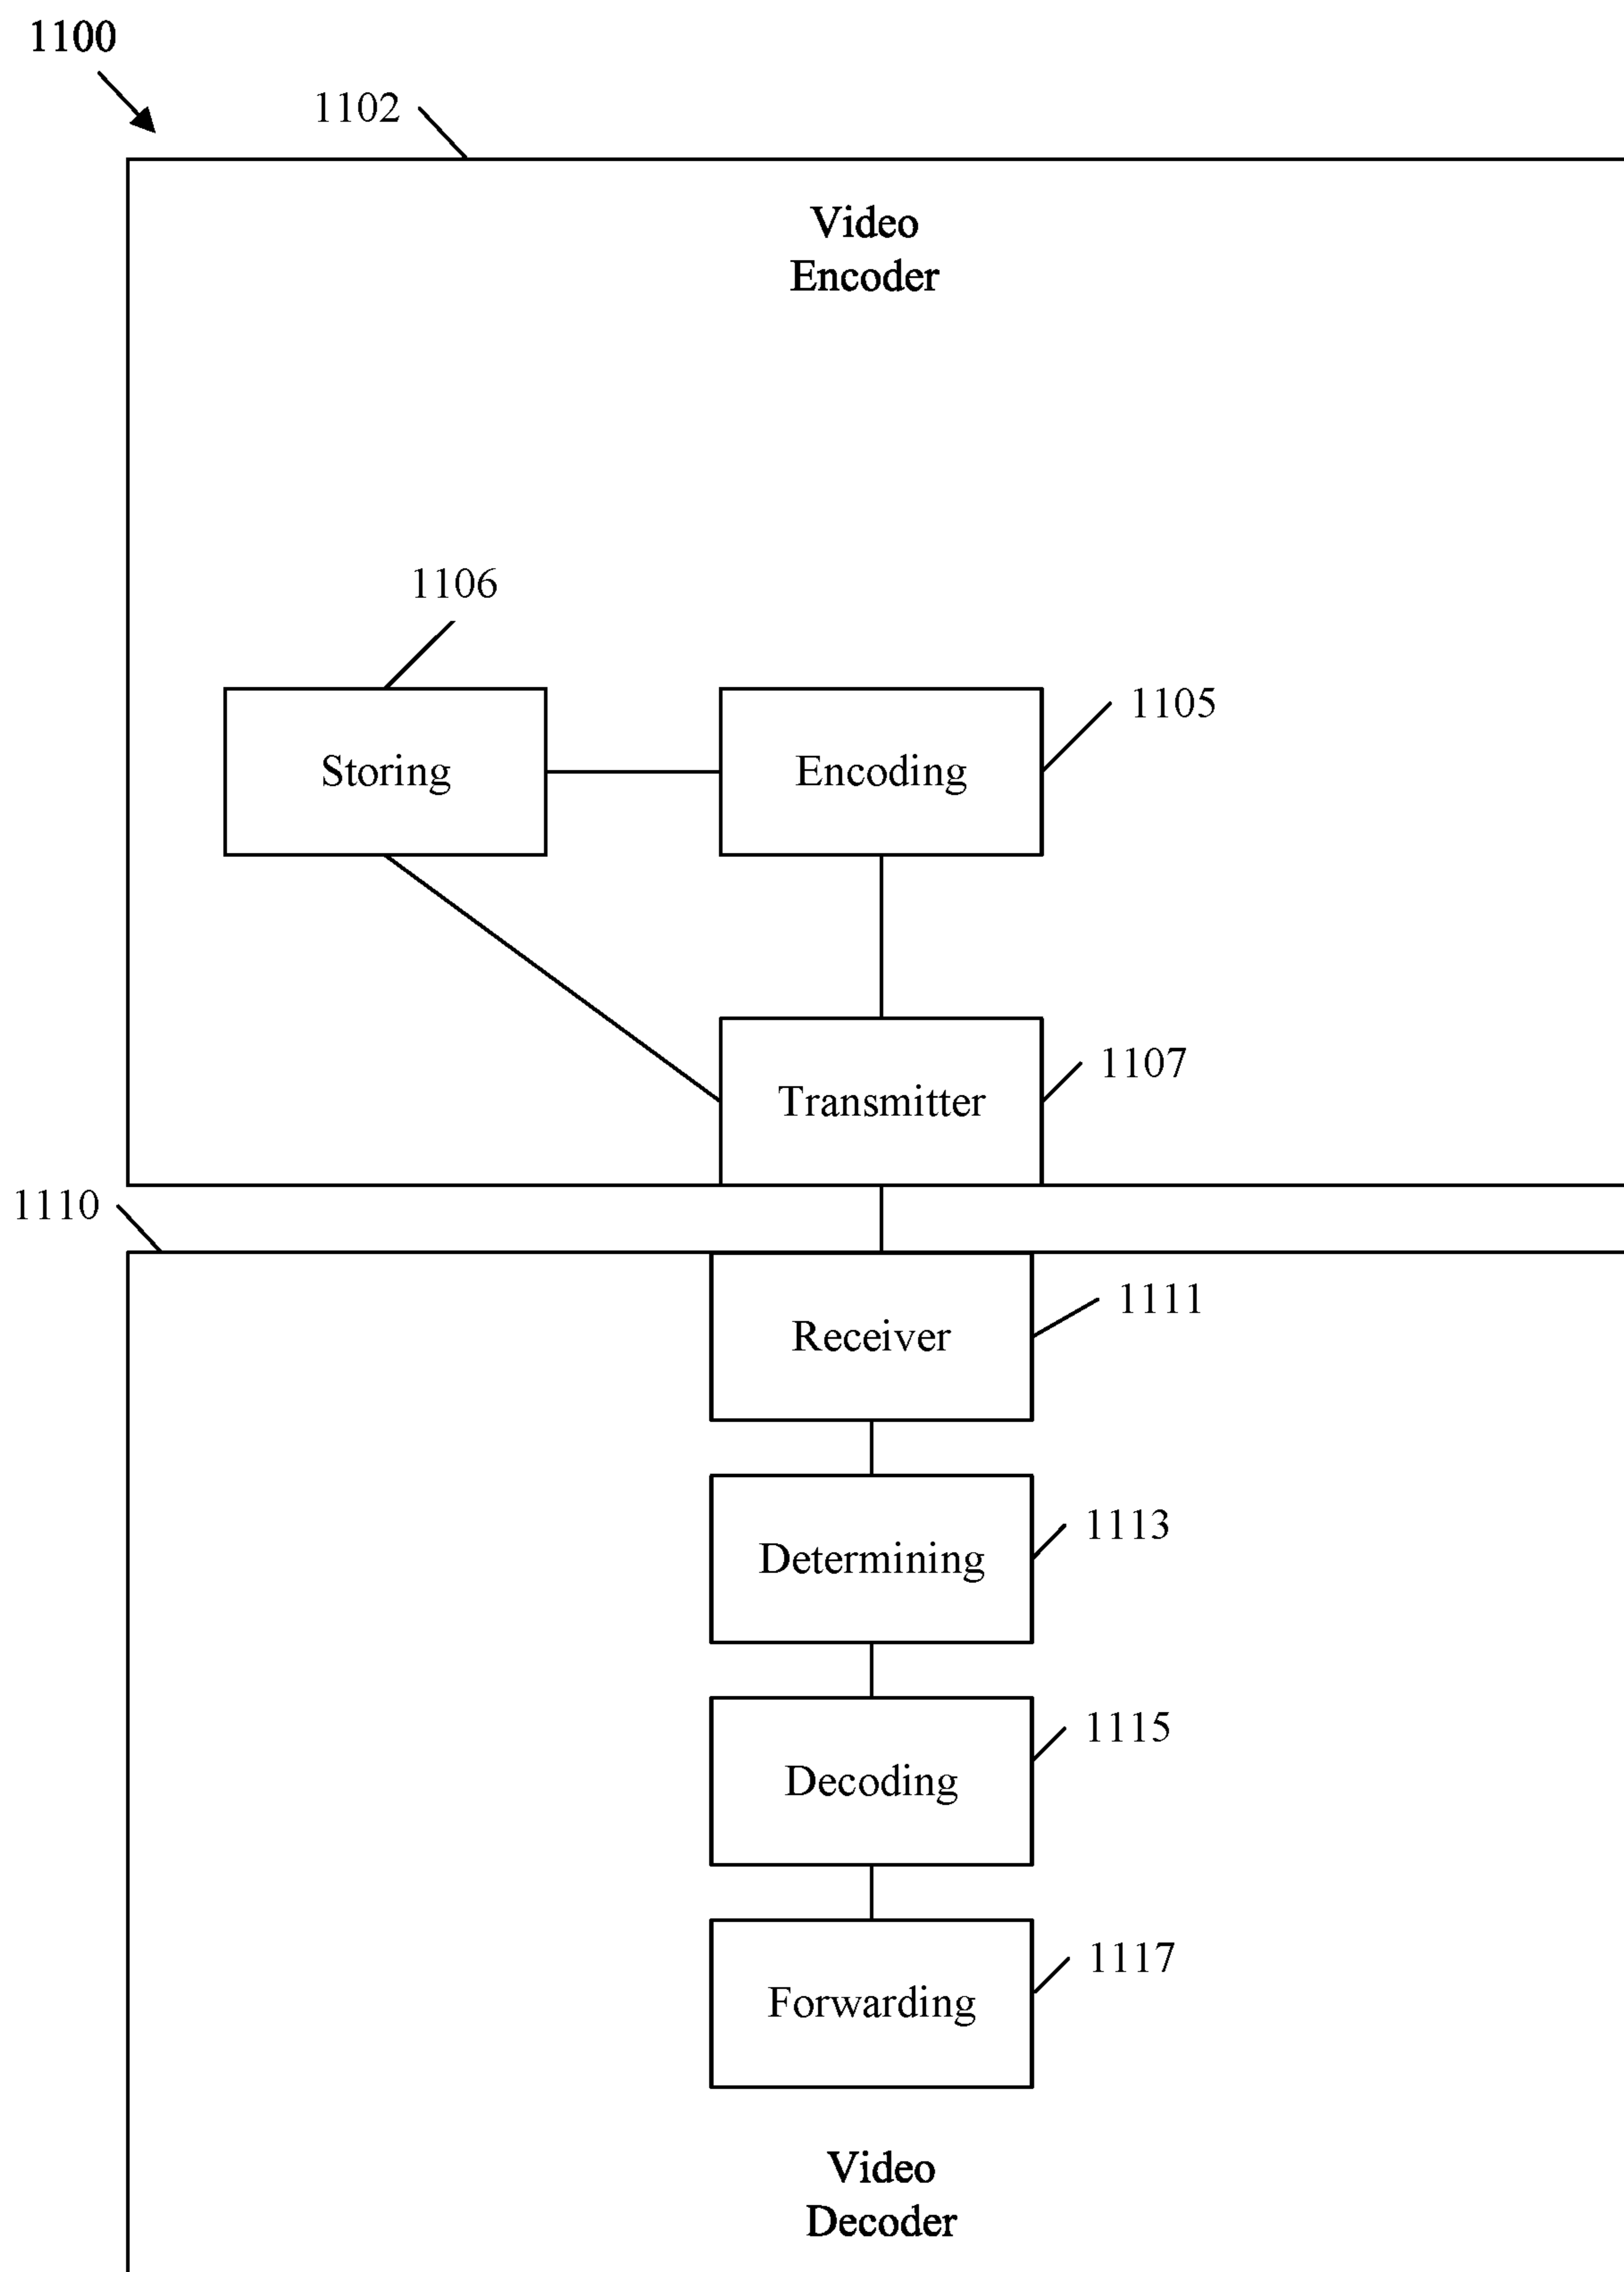 1100
1102
Video
Encoder
1106
1105
Storing
Encoding
1107
Transmitter
1110
1111
Receiver
1113
Determining
1115
Decoding
1117
Forwarding
Video
Decoder